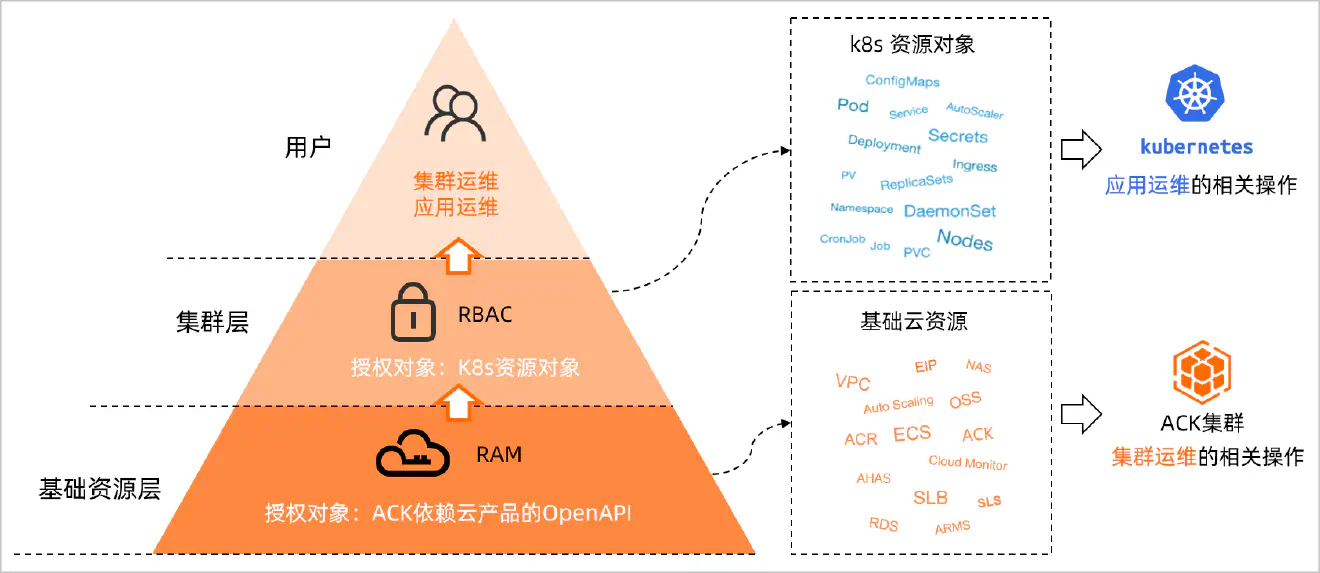 用户
集群运维
应用运维
集群层
RBAC
授权对象：K8s资源对象
基础资源层
RAM
授权对象：ACK依赖云产品的OpenAPI
k8s 资源对象
ConfigMaps
Pod
Service
AutoScaler
Deployment
Secrets
Ingress
PV
ReplicaSets
Namespace
DaemonSet
CronJob
Job
PVC
Nodes
kubernetes
应用运维的相关操作
基础云资源
VPC
EIP
NAS
Auto Scaling
OSS
ACR
ECS
ACK
Cloud Monitor
AHAS
SLB
SLS
RDS
ARMS
ACK集群
集群运维的相关操作